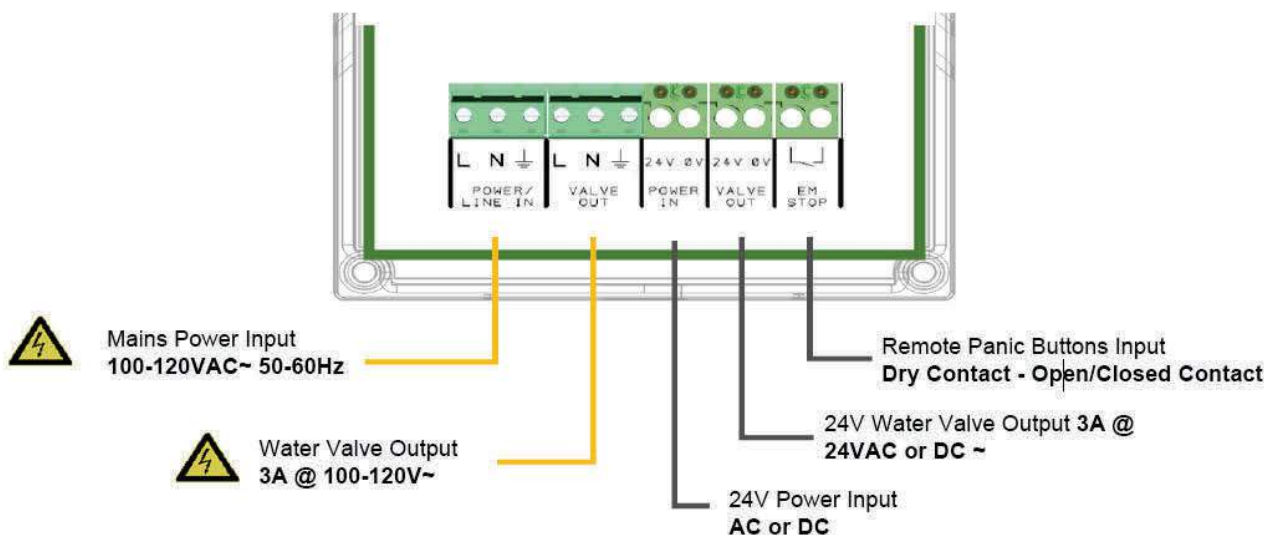 L N ⏚ L N ⏚ 24V 0V 24V 0V
POWER/ LINE IN
VALVE OUT
POWER IN
VALVE OUT
EM STOP
Mains Power Input
100-120VAC~ 50-60Hz
Water Valve Output
3A @ 100-120V~
Remote Panic Buttons Input
Dry Contact - Open/Closed Contact
24V Water Valve Output 3A @
24VAC or DC ~
24V Power Input
AC or DC